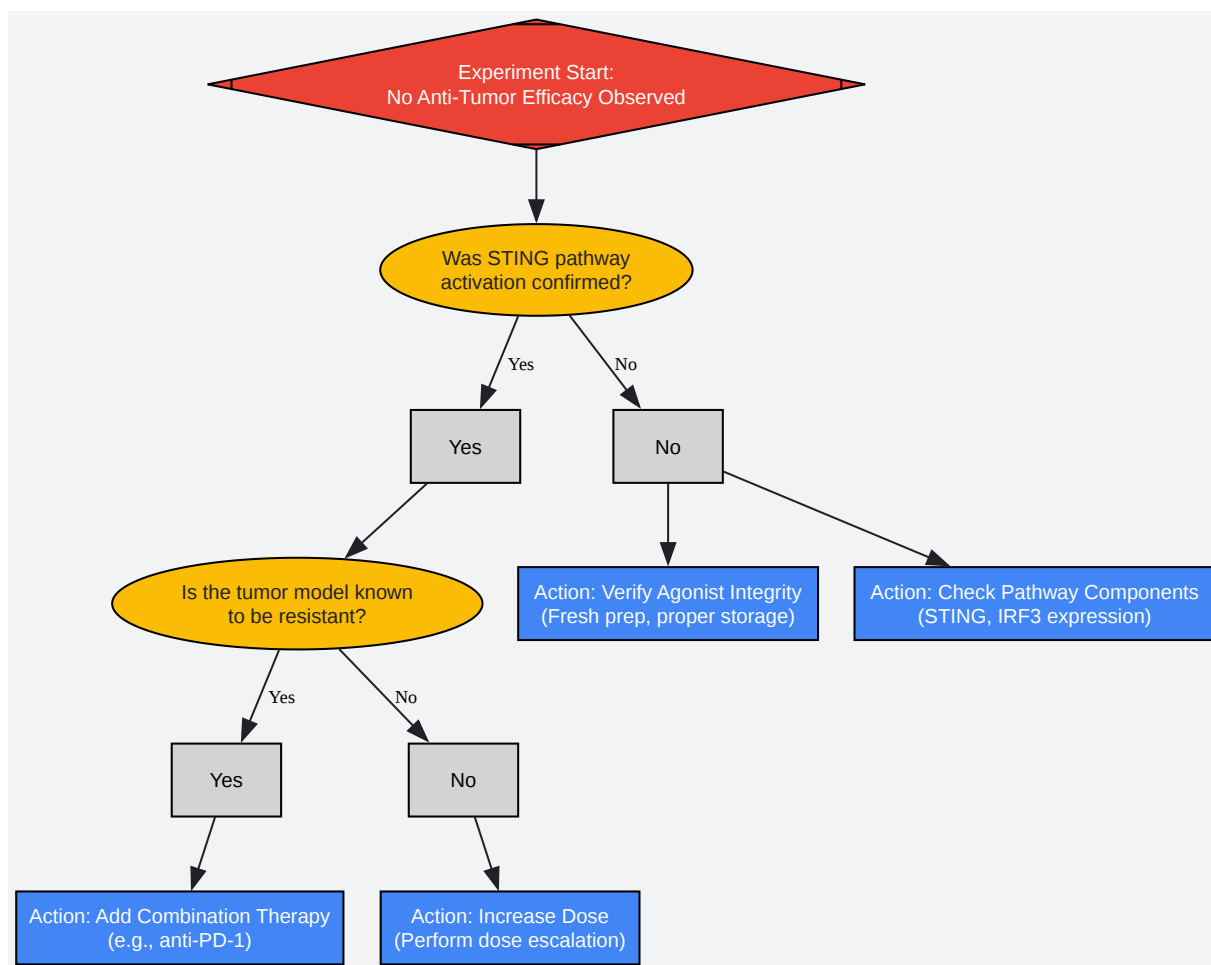 Experiment Start:
No Anti-Tumor Efficacy Observed
Was STING pathway
activation confirmed?
Yes
No
Yes
No
Is the tumor model known
to be resistant?
Action: Verify Agonist Integrity
(Fresh prep, proper storage)
Action: Check Pathway Components
(STING, IRF3 expression)
Yes
No
Yes
No
Action: Add Combination Therapy
(e.g., anti-PD-1)
Action: Increase Dose
(Perform dose escalation)